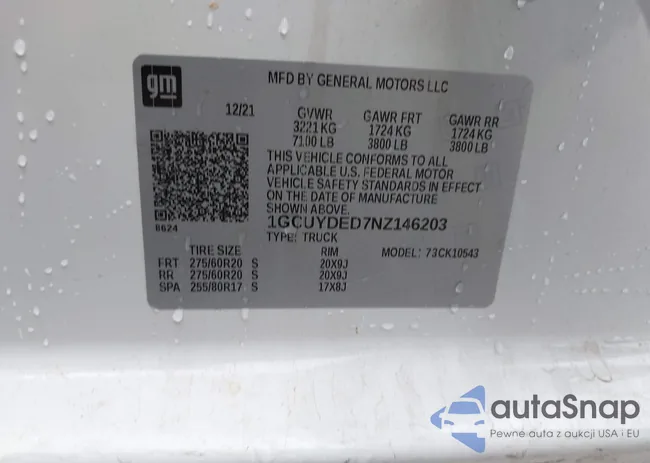 gm
MFD BY GENERAL MOTORS LLC
12/21 GVWR GAWR FRT GAWR RR
3221 KG 1724 KG 1724 KG
7100 LB 3800 LB 3800 LB
THIS VEHICLE CONFORMS TO ALL
APPLICABLE U.S. FEDERAL MOTOR
VEHICLE SAFETY STANDARDS IN EFFECT
ON THE DATE OF MANUFACTURE
SHOWN ABOVE.
8624
1GCUYDED7NZ146203
TYPE: TRUCK
TIRE SIZE RIM MODEL: 73CK10543
FRT 275/60R20 S 20X9J
RR 275/60R20 S 20X9J
SPA 255/80R17 S 17X8J
autaSnap
Pewne auta z aukcji USA i EU